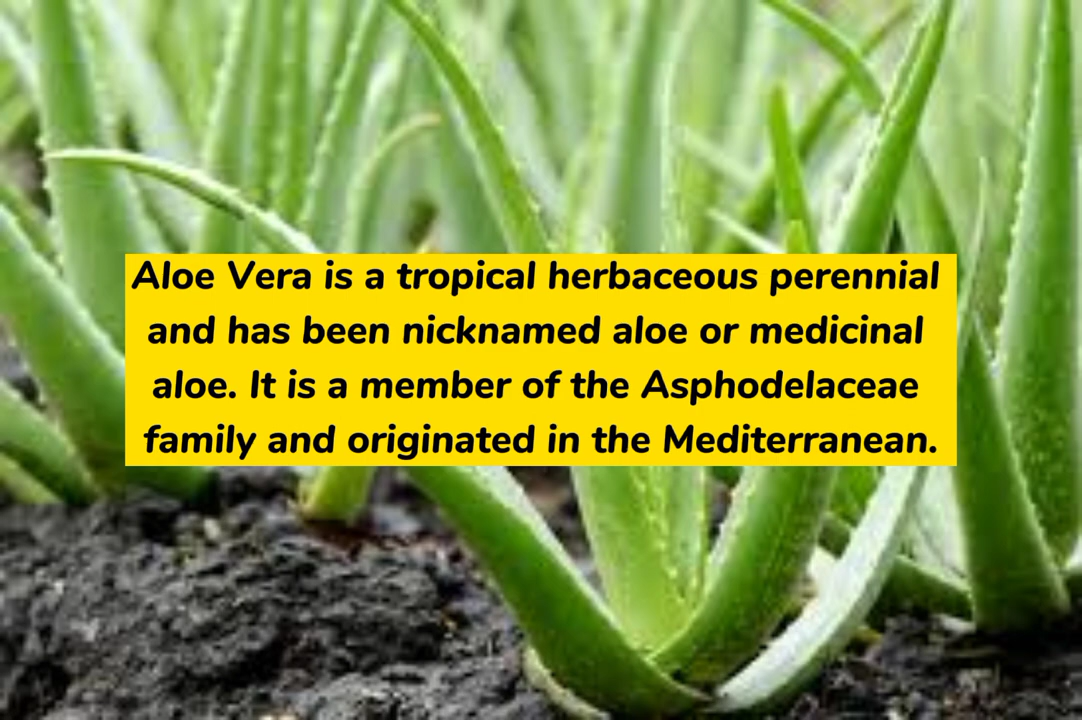 Aloe Vera is a tropical herbaceous perennial
and has been nicknamed aloe or medicinal
aloe. It is a member of the Asphodelaceae
family and originated in the Mediterranean.